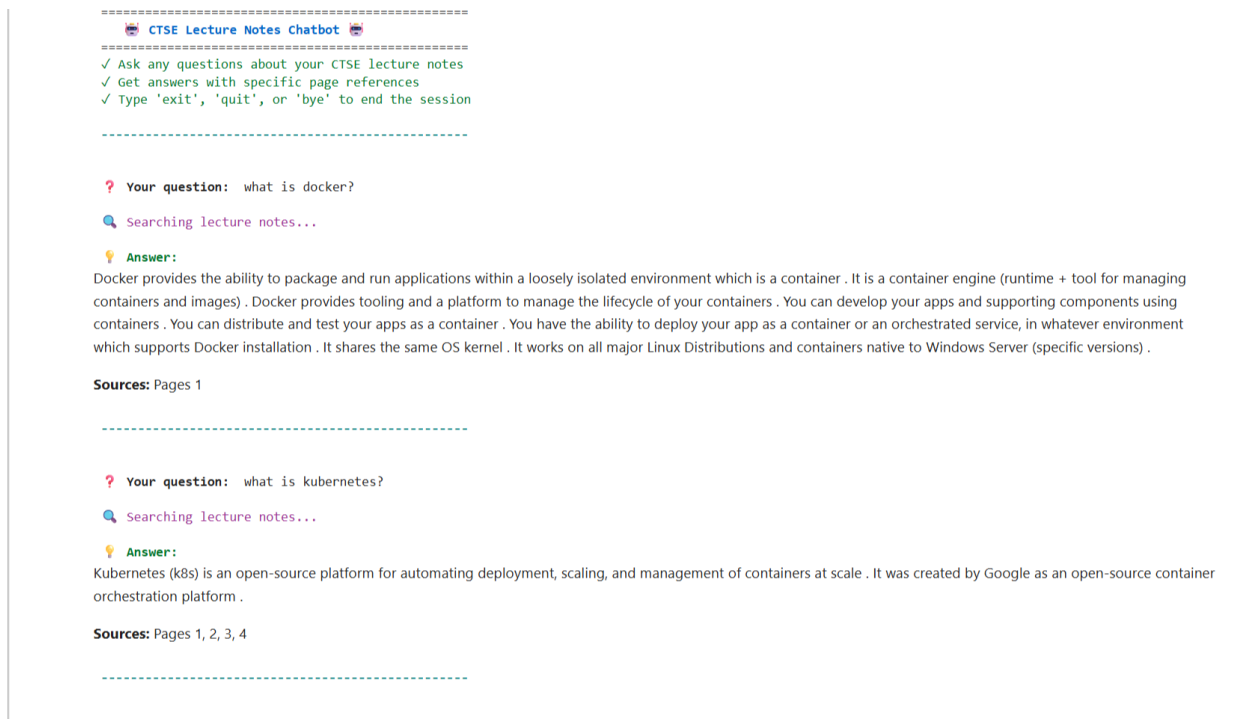 ==================================================
🤖 CTSE Lecture Notes Chatbot 🤖
==================================================
✓ Ask any questions about your CTSE lecture notes
✓ Get answers with specific page references
✓ Type 'exit', 'quit', or 'bye' to end the session
--------------------------------------------------
❓ Your question: what is docker?
🔍 Searching lecture notes...
💡 Answer:
Docker provides the ability to package and run applications within a loosely isolated environment which is a container . It is a container engine (runtime + tool for managing
containers and images) . Docker provides tooling and a platform to manage the lifecycle of your containers . You can develop your apps and supporting components using
containers . You can distribute and test your apps as a container . You have the ability to deploy your app as a container or an orchestrated service, in whatever environment
which supports Docker installation . It shares the same OS kernel . It works on all major Linux Distributions and containers native to Windows Server (specific versions) .
Sources: Pages 1
--------------------------------------------------
❓ Your question: what is kubernetes?
🔍 Searching lecture notes...
💡 Answer:
Kubernetes (k8s) is an open-source platform for automating deployment, scaling, and management of containers at scale . It was created by Google as an open-source container
orchestration platform .
Sources: Pages 1, 2, 3, 4
--------------------------------------------------